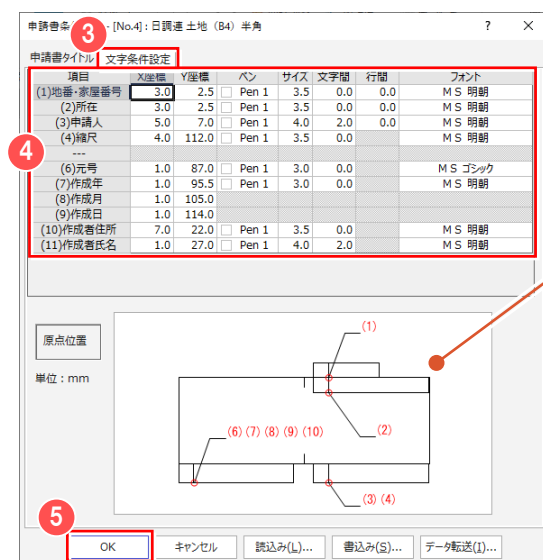 申請書条 - [No.4] : 日調連 土地（B4）半角 ? ×
3
申請書タイトル 文字条件設定
項目 X座標 Y座標 ペン サイズ 文字間 行間 フォント
(1)地番･家屋番号 3.0 2.5 Pen 1 3.5 0.0 0.0 ＭＳ 明朝
(2)所在 3.0 2.5 Pen 1 3.5 0.0 0.0 ＭＳ 明朝
(3)申請人 5.0 7.0 Pen 1 4.0 2.0 0.0 ＭＳ 明朝
(4)縮尺 4.0 112.0 Pen 1 3.5 0.0 ＭＳ 明朝
4
---
(6)元号 1.0 87.0 Pen 1 3.0 0.0 ＭＳ ゴシック
(7)作成年 1.0 95.5 Pen 1 3.0 0.0 ＭＳ 明朝
(8)作成月 1.0 105.0
(9)作成日 1.0 114.0
(10)作成者住所 7.0 22.0 Pen 1 3.5 0.0 ＭＳ 明朝
(11)作成者氏名 1.0 27.0 Pen 1 4.0 2.0 ＭＳ 明朝
原点位置
単位：mm
(1)
(6) (7) (8) (9) (10)
(2)
(3) (4)
5
OK キャンセル 読込み(L)... 書込み(S)... データ転送(I)...